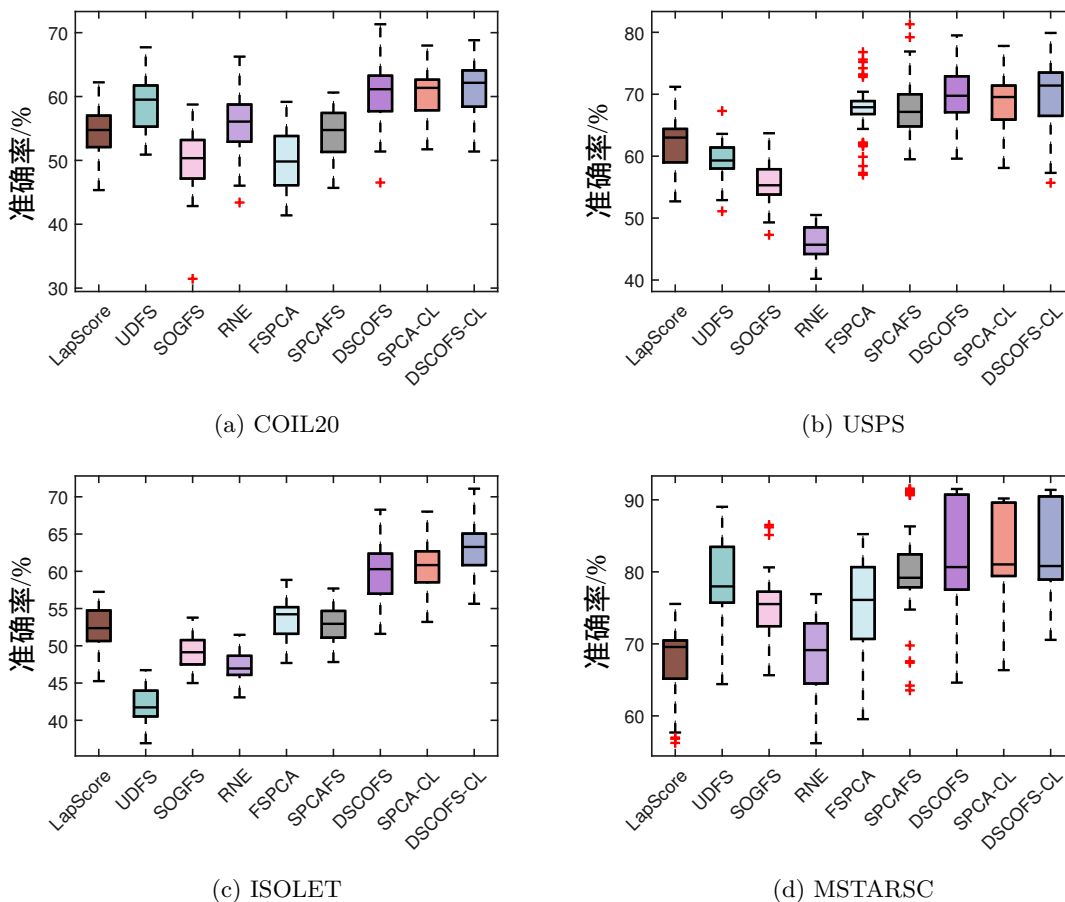 准确率/%
70
60
50
40
30
LapScore
UDFS
SOGFS
RNE
FSPCA
SPCAFS
DSCOFS
SPCA-CL
DSCOFS-CL
(a) COIL20
准确率/%
80
70
60
50
40
LapScore
UDFS
SOGFS
RNE
FSPCA
SPCAFS
DSCOFS
SPCA-CL
DSCOFS-CL
(b) USPS
准确率/%
70
65
60
55
50
45
40
LapScore
UDFS
SOGFS
RNE
FSPCA
SPCAFS
DSCOFS
SPCA-CL
DSCOFS-CL
(c) ISOLET
准确率/%
90
80
70
60
LapScore
UDFS
SOGFS
RNE
FSPCA
SPCAFS
DSCOFS
SPCA-CL
DSCOFS-CL
(d) MSTARSC